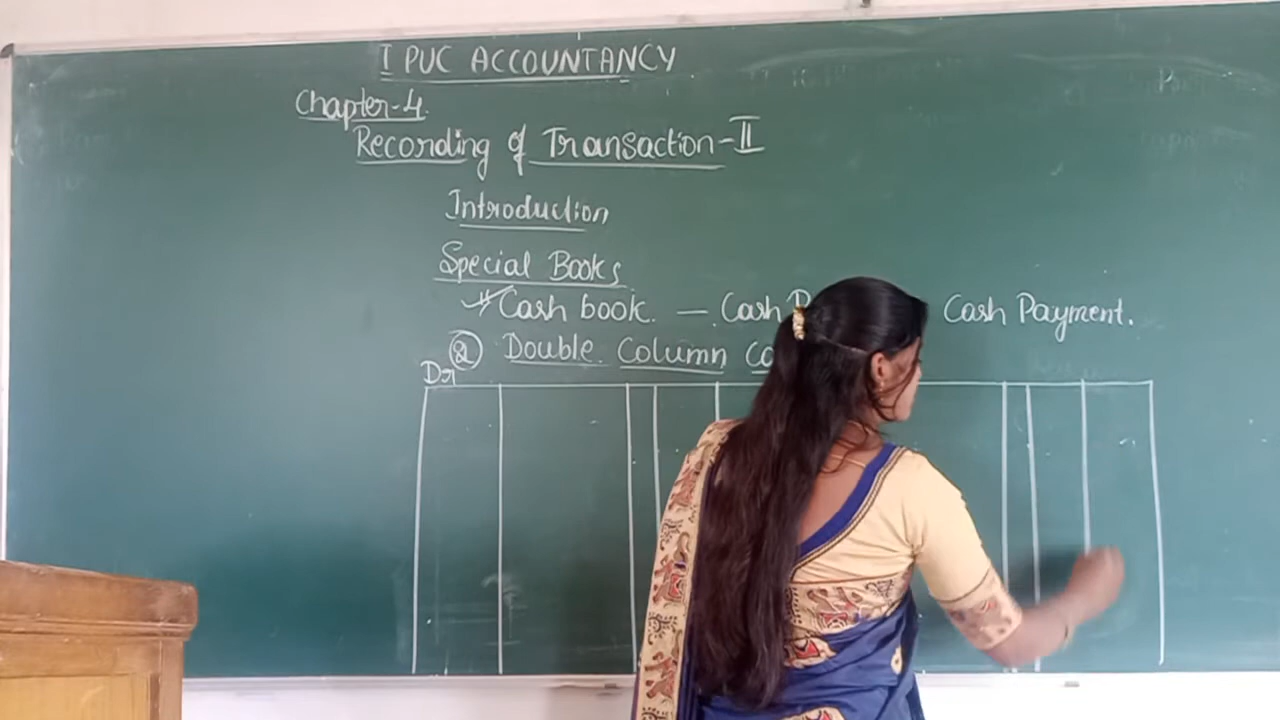 I PUC ACCOUNTANCY
Chapter-4.
Recording of Transaction-II
Introduction
Special Books
Cash book. — Cash Cash Payment.
a Double Column
Dr